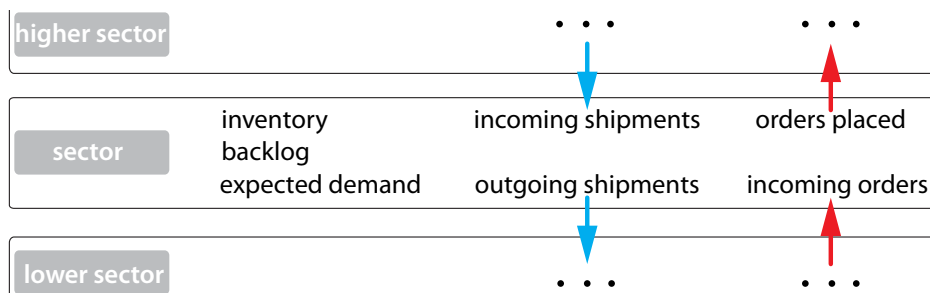 higher sector . . . . . .
inventory incoming shipments orders placed
sector backlog
expected demand outgoing shipments incoming orders
lower sector . . . . . .